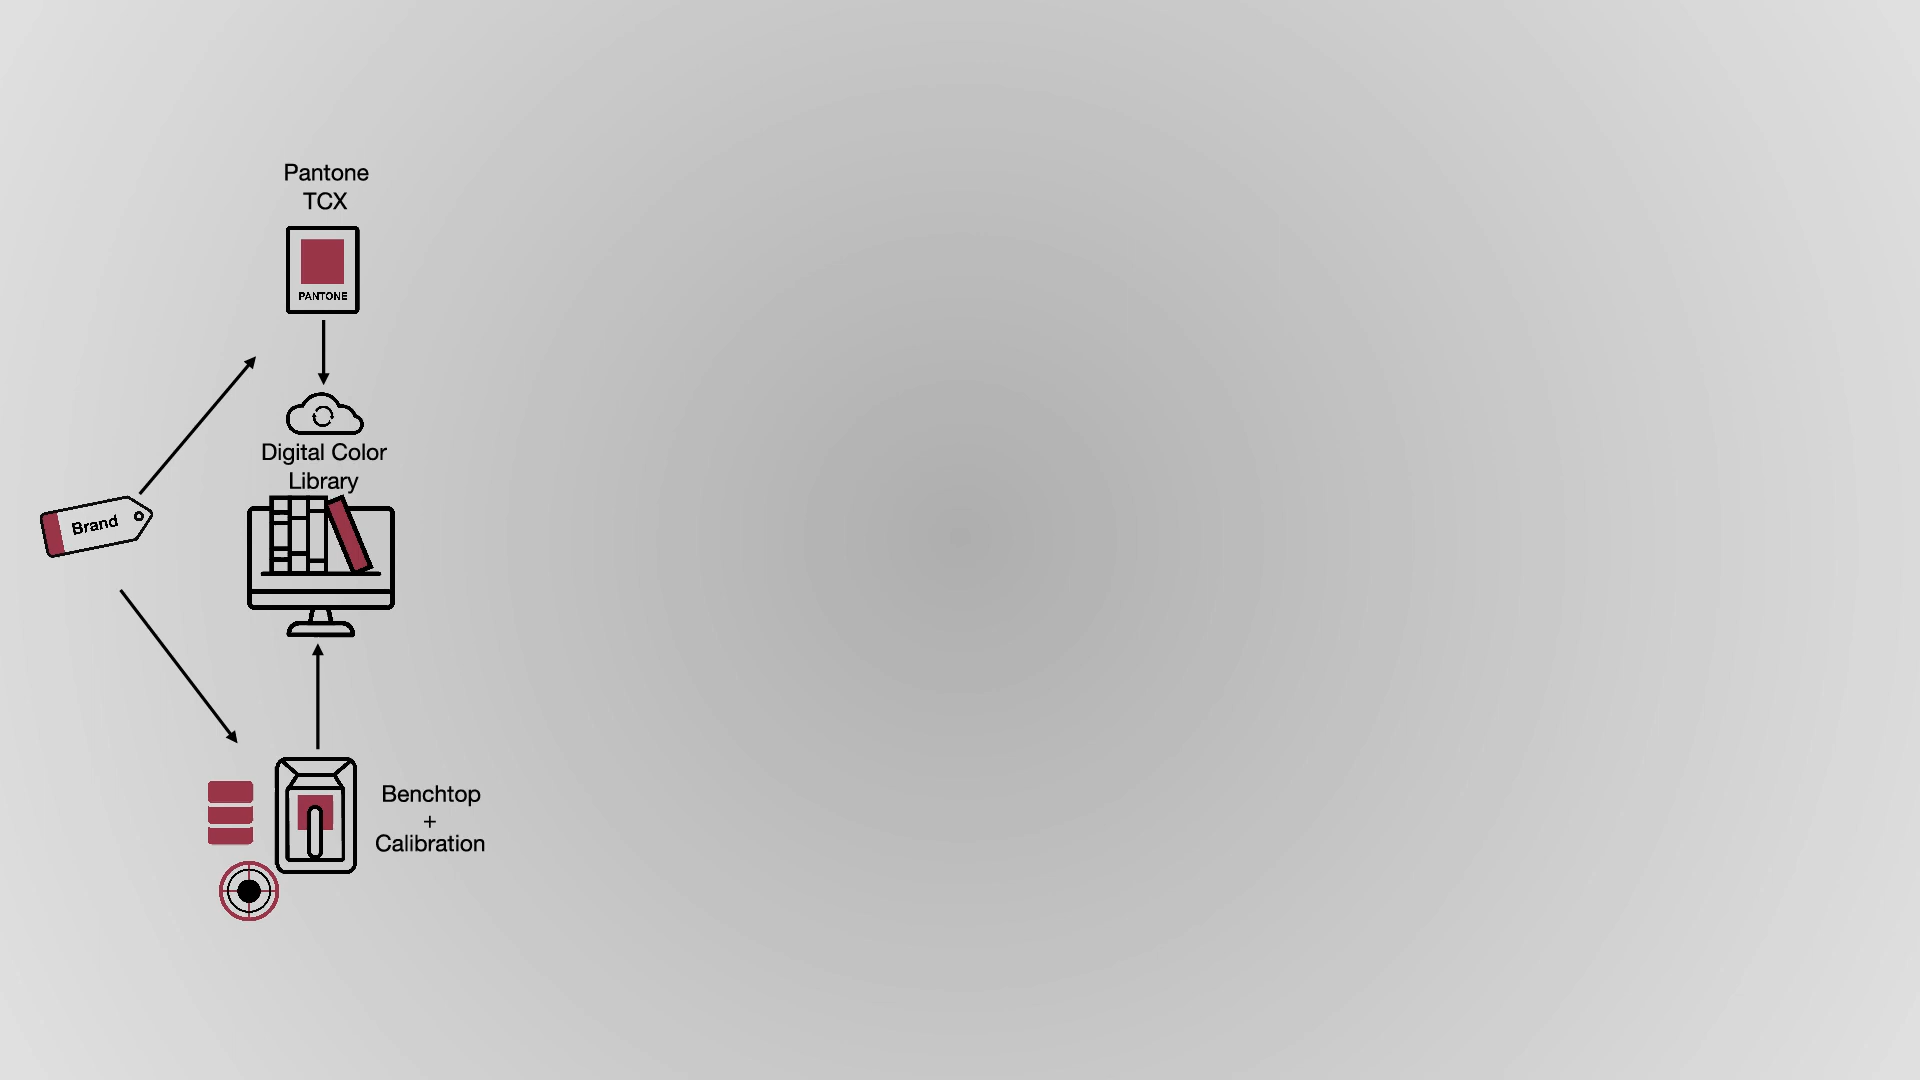 Pantone
TCX
PANTONE
Digital Color
Library
Brand
Benchtop
+
Calibration